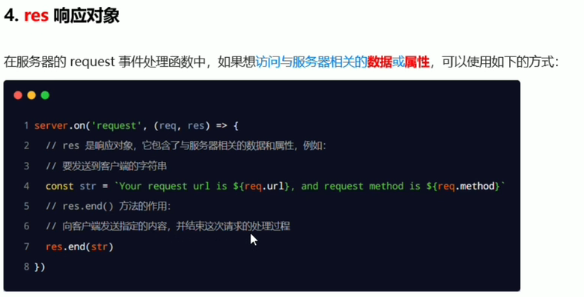 4. res 响应对象
在服务器的 request 事件处理函数中，如果想访问与服务器相关的数据或属性，可以使用如下的方式：
1 server.on('request', (req, res) => {
2 // res 是响应对象，它包含了与服务器相关的数据和属性，例如：
3 // 要发送到客户端的字符串
4 const str = `Your request url is ${req.url}, and request method is ${req.method}`
5 // res.end() 方法的作用：
6 // 向客户端发送指定的内容，并结束这次请求的处理过程
7 res.end(str)
8 })